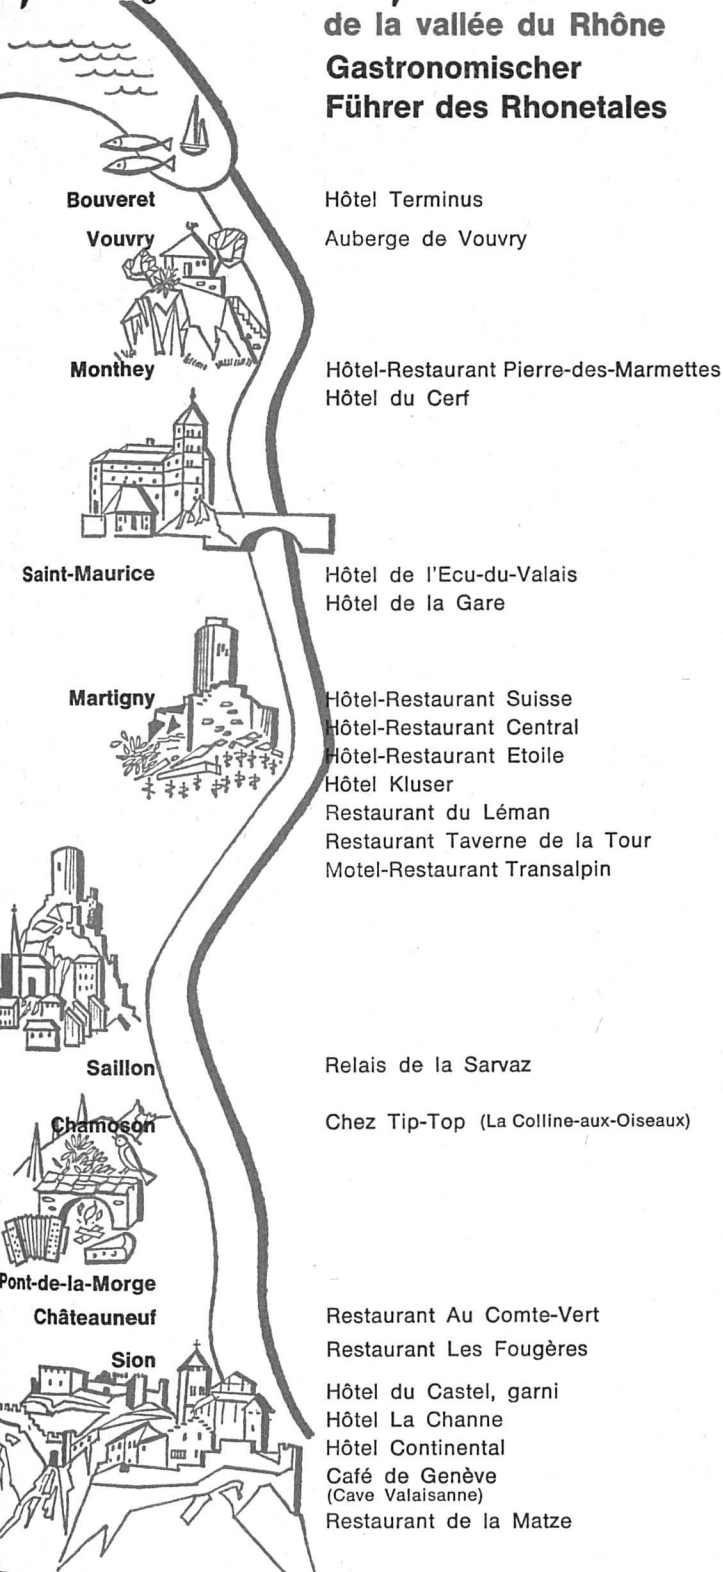 de la vallée du Rhône
Gastronomischer
Führer des Rhonetales
Bouveret Hôtel Terminus
Vouvry Auberge de Vouvry
Monthey Hôtel-Restaurant Pierre-des-Marmettes
Hôtel du Cerf
Saint-Maurice Hôtel de l'Ecu-du-Valais
Hôtel de la Gare
Martigny Hôtel-Restaurant Suisse
Hôtel-Restaurant Central
Hôtel-Restaurant Etoile
Hôtel Kluser
Restaurant du Léman
Restaurant Taverne de la Tour
Motel-Restaurant Transalpin
Saillon Relais de la Sarvaz
Chamoson Chez Tip-Top (La Colline-aux-Oiseaux)
Pont-de-la-Morge
Châteauneuf Restaurant Au Comte-Vert
Sion Restaurant Les Fougères
Hôtel du Castel, garni
Hôtel La Channe
Hôtel Continental
Café de Genève
(Cave Valaisanne)
Restaurant de la Matze